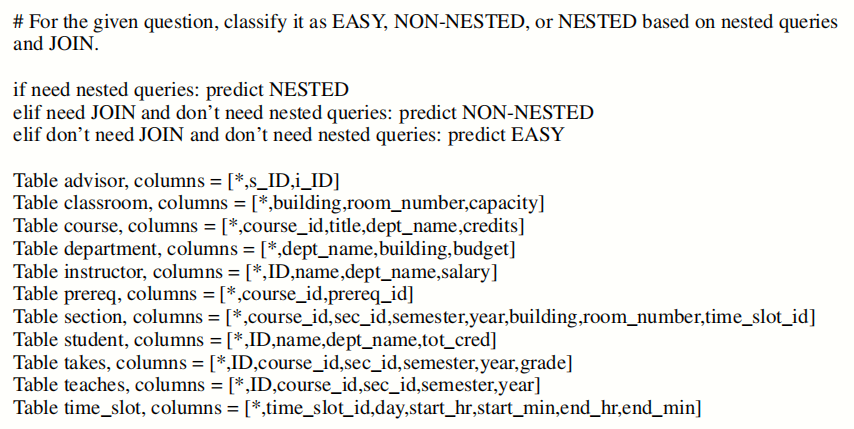 # For the given question, classify it as EASY, NON-NESTED, or NESTED based on nested queries
and JOIN.
if need nested queries: predict NESTED
elif need JOIN and don’t need nested queries: predict NON-NESTED
elif don’t need JOIN and don’t need nested queries: predict EASY
Table advisor, columns = [*,s_ID,i_ID]
Table classroom, columns = [*,building,room_number,capacity]
Table course, columns = [*,course_id,title,dept_name,credits]
Table department, columns = [*,dept_name,building,budget]
Table instructor, columns = [*,ID,name,dept_name,salary]
Table prereq, columns = [*,course_id,prereq_id]
Table section, columns = [*,course_id,sec_id,semester,year,building,room_number,time_slot_id]
Table student, columns = [*,ID,name,dept_name,tot_cred]
Table takes, columns = [*,ID,course_id,sec_id,semester,year,grade]
Table teaches, columns = [*,ID,course_id,sec_id,semester,year]
Table time_slot, columns = [*,time_slot_id,day,start_hr,start_min,end_hr,end_min]